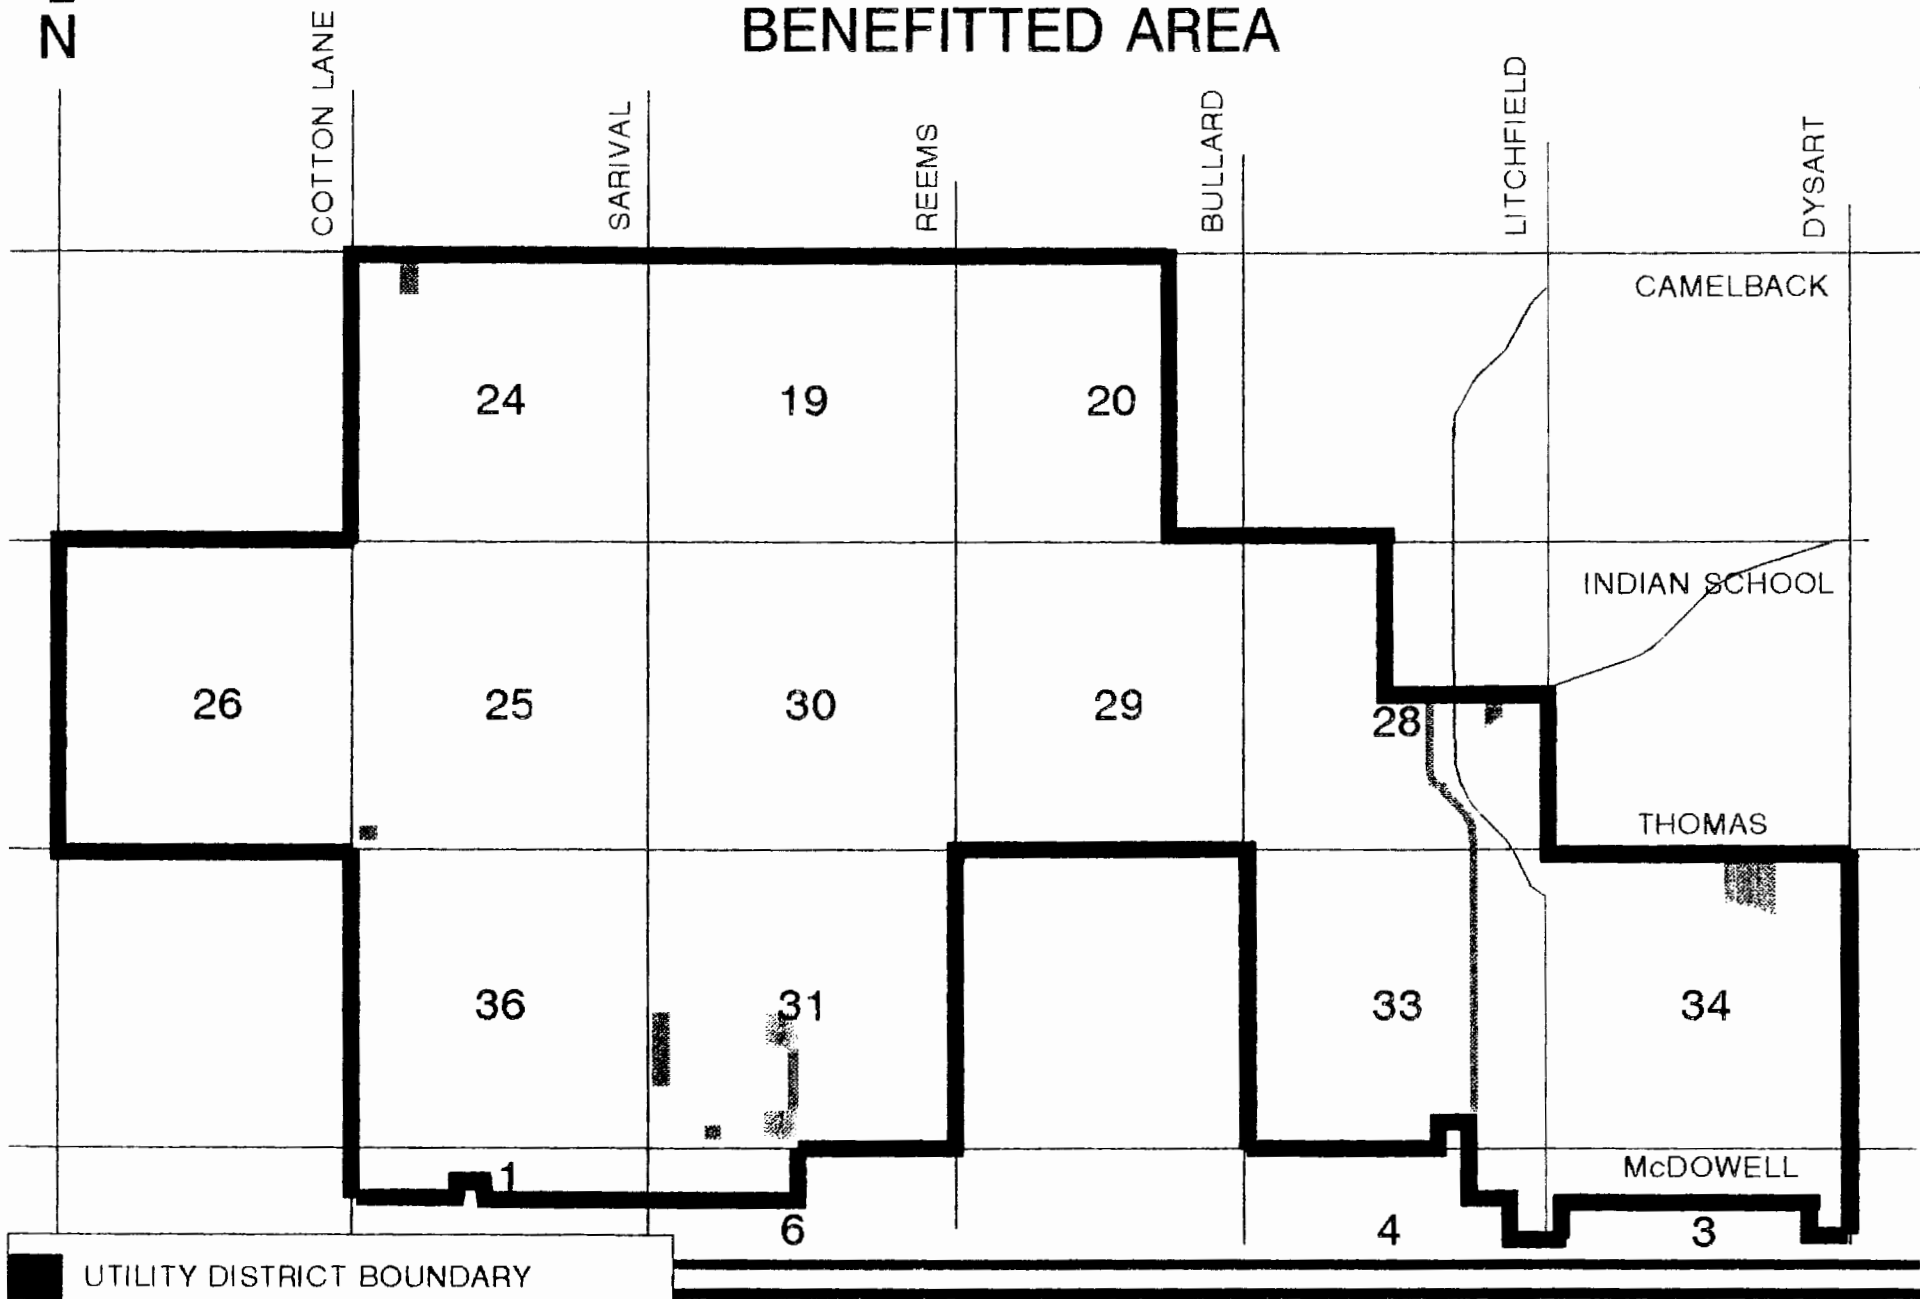 N
BENEFITTED AREA
COTTON LANE
SARIVAL
REEMS
BULLARD
LITCHFIELD
DYSART
CAMELBACK
24
19
20
INDIAN SCHOOL
26
25
30
29
28
THOMAS
36
31
33
34
McDOWELL
1
6
4
3
UTILITY DISTRICT BOUNDARY